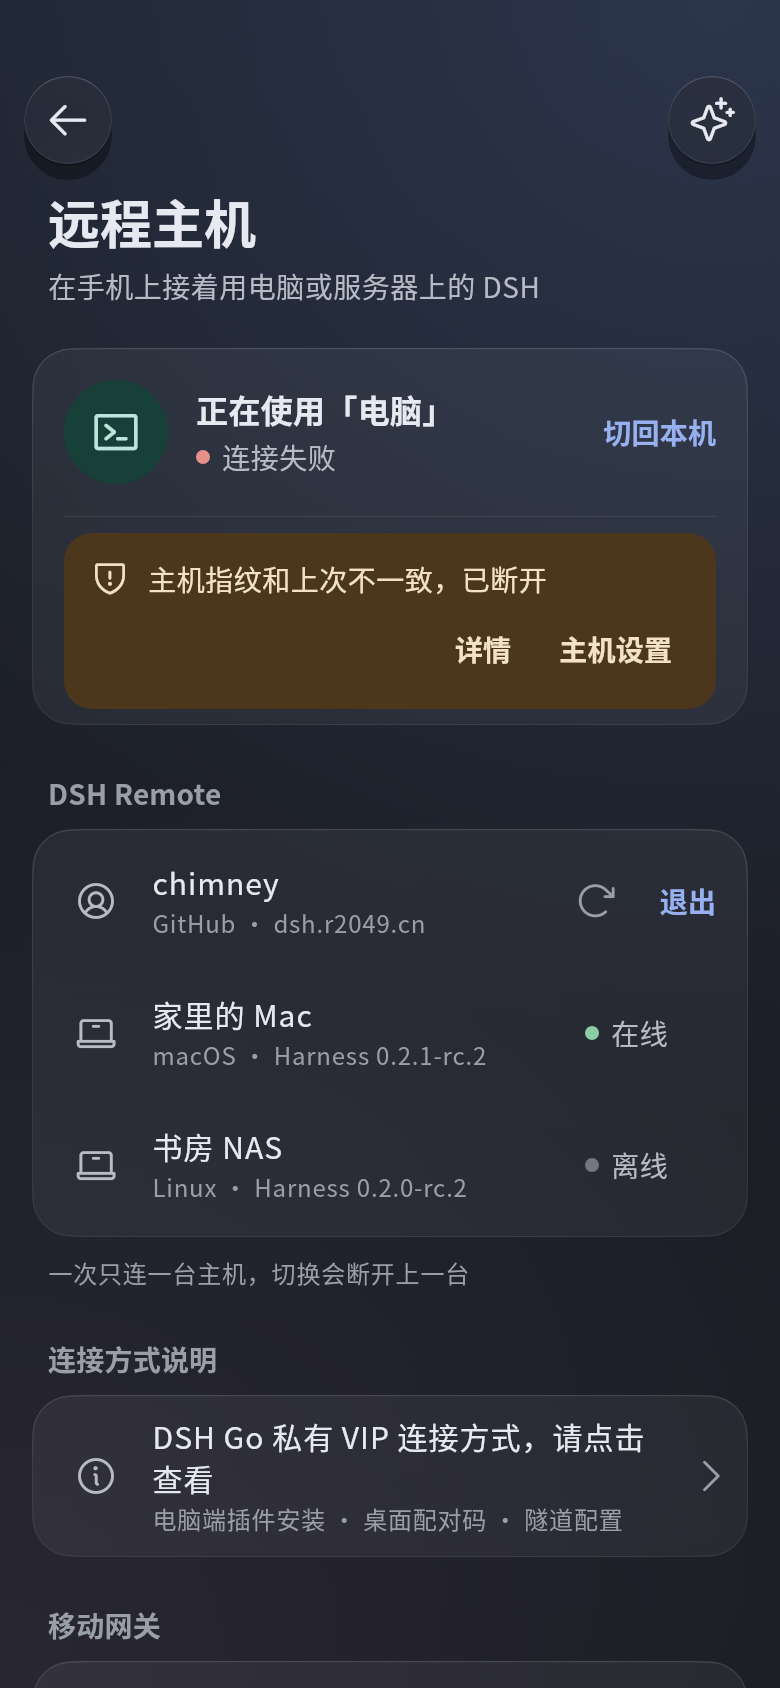 远程主机
在手机上接着用电脑或服务器上的 DSH
正在使用「电脑」
连接失败
切回本机
主机指纹和上次不一致，已断开
详情 主机设置
DSH Remote
chimney
GitHub · dsh.r2049.cn
退出
家里的 Mac
macOS · Harness 0.2.1-rc.2
在线
书房 NAS
Linux · Harness 0.2.0-rc.2
离线
一次只连一台主机，切换会断开上一台
连接方式说明
DSH Go 私有 VIP 连接方式，请点击
查看
电脑端插件安装 · 桌面配对码 · 隧道配置
移动网关